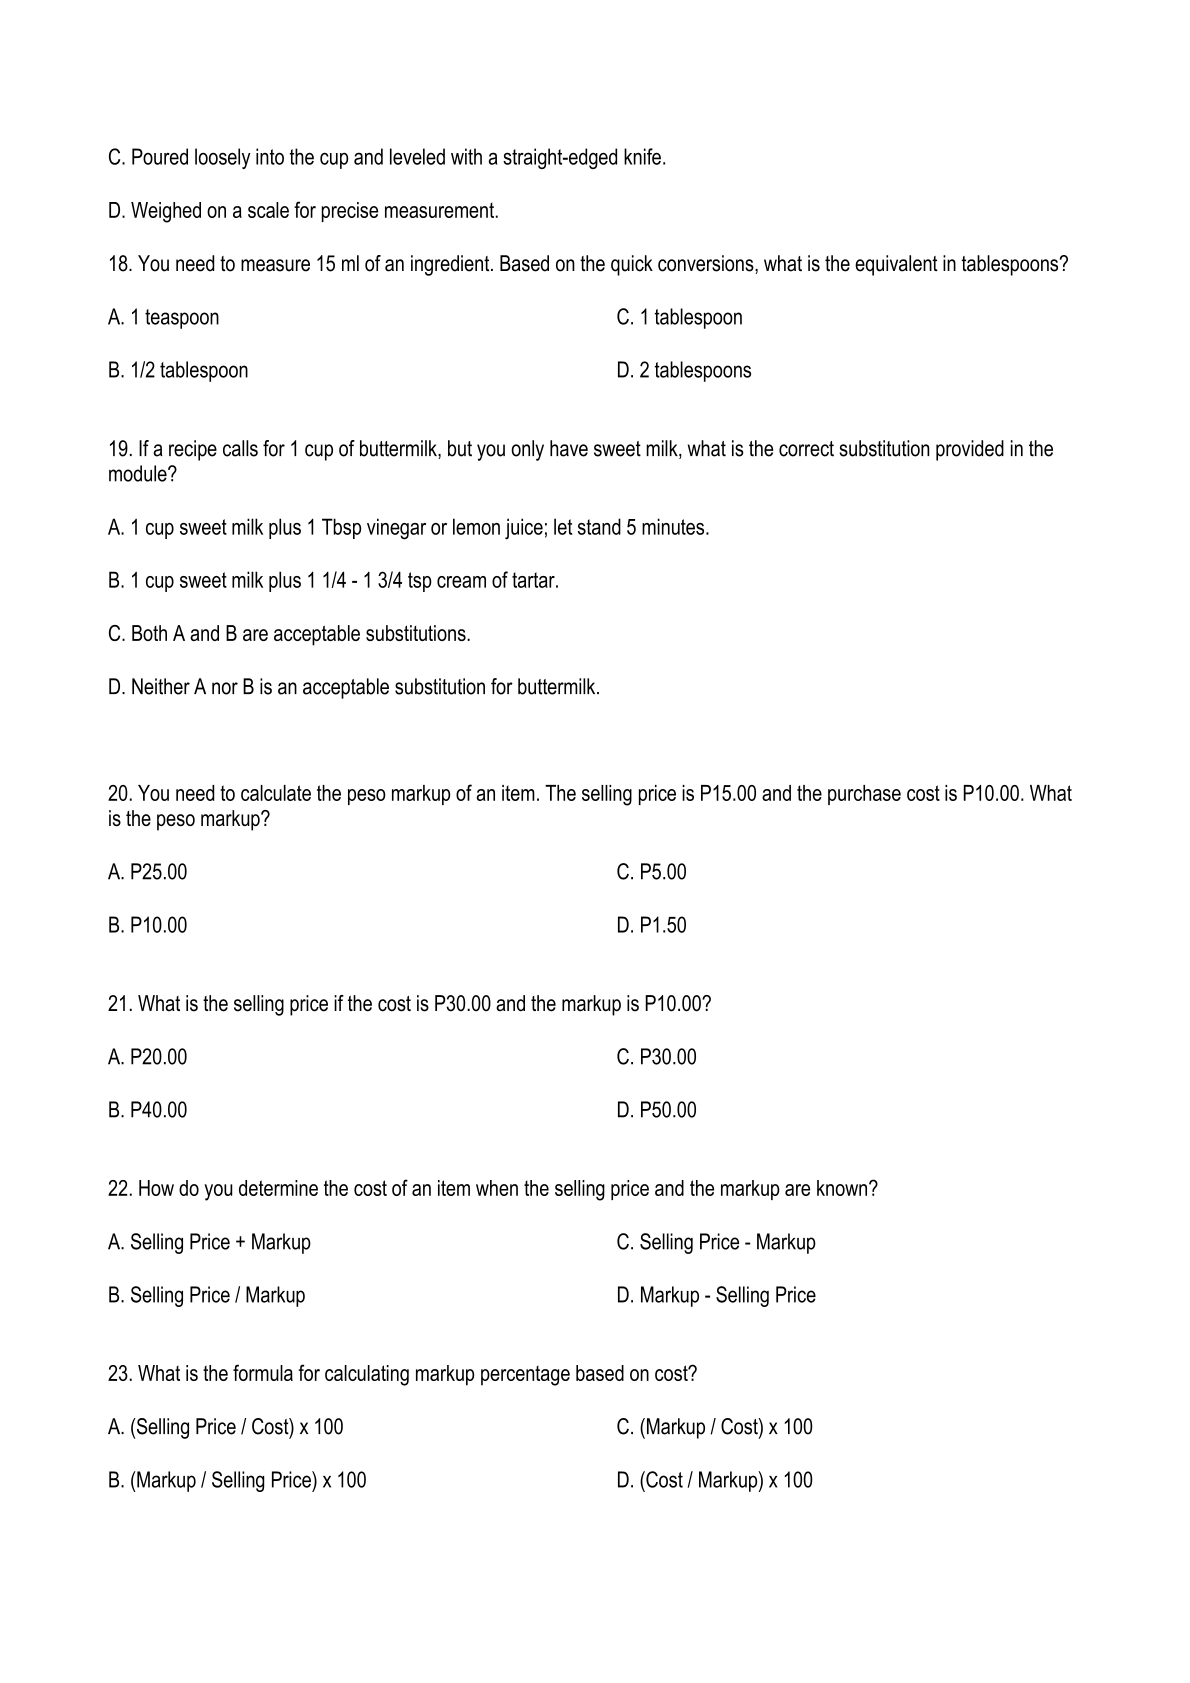 C. Poured loosely into the cup and leveled with a straight-edged knife.
D. Weighed on a scale for precise measurement.
18. You need to measure 15 ml of an ingredient. Based on the quick conversions, what is the equivalent in tablespoons?
A. 1 teaspoon
C. 1 tablespoon
B. 1/2 tablespoon
D. 2 tablespoons
19. If a recipe calls for 1 cup of buttermilk, but you only have sweet milk, what is the correct substitution provided in the
module?
A. 1 cup sweet milk plus 1 Tbsp vinegar or lemon juice; let stand 5 minutes.
B. 1 cup sweet milk plus 1 1/4 - 1 3/4 tsp cream of tartar.
C. Both A and B are acceptable substitutions.
D. Neither A nor B is an acceptable substitution for buttermilk.
20. You need to calculate the peso markup of an item. The selling price is P15.00 and the purchase cost is P10.00. What
is the peso markup?
A. P25.00
C. P5.00
B. P10.00
D. P1.50
21. What is the selling price if the cost is P30.00 and the markup is P10.00?
A. P20.00
C. P30.00
B. P40.00
D. P50.00
22. How do you determine the cost of an item when the selling price and the markup are known?
A. Selling Price + Markup
C. Selling Price - Markup
B. Selling Price / Markup
D. Markup - Selling Price
23. What is the formula for calculating markup percentage based on cost?
A. (Selling Price / Cost) x 100
C. (Markup / Cost) x 100
B. (Markup / Selling Price) x 100
D. (Cost / Markup) x 100